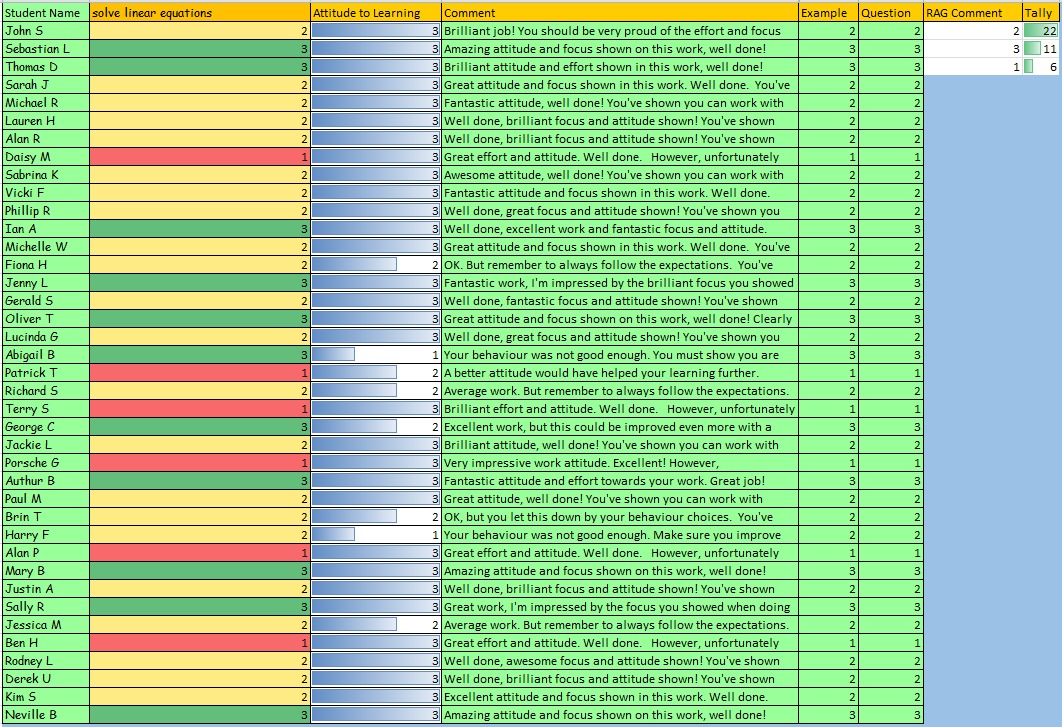 Student Name solve linear equations Attitude to Learning Comment Example Question RAG Comment Tally
John S 2 3 Brilliant job! You should be very proud of the effort and focus 2 2 2 22
Sebastian L 3 3 Amazing attitude and focus shown on this work, well done! 3 3 3 11
Thomas D 3 3 Brilliant attitude and effort shown in this work, well done! 3 3 1 6
Sarah J 2 3 Great attitude and focus shown in this work. Well done. You've 2 2
Michael R 2 3 Fantastic attitude, well done! You've shown you can work with 2 2
Lauren H 2 3 Well done, brilliant focus and attitude shown! You've shown 2 2
Alan R 2 3 Well done, brilliant focus and attitude shown! You've shown 2 2
Daisy M 1 3 Great effort and attitude. Well done. However, unfortunately 1 1
Sabrina K 2 3 Awesome attitude, well done! You've shown you can work with 2 2
Vicki F 2 3 Fantastic attitude and focus shown in this work. Well done. 2 2
Phillip R 2 3 Well done, great focus and attitude shown! You've shown you 2 2
Ian A 3 3 Well done, excellent work and fantastic focus and attitude. 3 3
Michelle W 2 3 Great attitude and focus shown in this work. Well done. You've 2 2
Fiona H 2 2 OK. But remember to always follow the expectations. You've 2 2
Jenny L 3 3 Fantastic work, I'm impressed by the brilliant focus you showed 3 3
Gerald S 2 3 Well done, fantastic focus and attitude shown! You've shown 2 2
Oliver T 3 3 Great attitude and focus shown on this work, well done! Clearly 3 3
Lucinda G 2 3 Well done, great focus and attitude shown! You've shown you 2 2
Abigail B 3 1 Your behaviour was not good enough. You must show you are 3 3
Patrick T 1 2 A better attitude would have helped your learning further. 1 1
Richard S 2 2 Average work. But remember to always follow the expectations. 2 2
Terry S 1 3 Brilliant effort and attitude. Well done. However, unfortunately 1 1
George C 3 2 Excellent work, but this could be improved even more with a 3 3
Jackie L 2 3 Brilliant attitude, well done! You've shown you can work with 2 2
Porsche G 1 3 Very impressive work attitude. Excellent! However, 1 1
Authur B 3 3 Fantastic attitude and effort towards your work. Great job! 3 3
Paul M 2 3 Great attitude, well done! You've shown you can work with 2 2
Brin T 2 2 OK, but you let this down by your behaviour choices. You've 2 2
Harry F 2 1 Your behaviour was not good enough. Make sure you improve 2 2
Alan P 1 3 Great effort and attitude. Well done. However, unfortunately 1 1
Mary B 3 3 Amazing attitude and focus shown on this work, well done! 3 3
Justin A 2 3 Well done, brilliant focus and attitude shown! You've shown 2 2
Sally R 3 3 Great work, I'm impressed by the focus you showed when doing 3 3
Jessica M 2 2 Average work. But remember to always follow the expectations. 2 2
Ben H 1 3 Great effort and attitude. Well done. However, unfortunately 1 1
Rodney L 2 3 Well done, awesome focus and attitude shown! You've shown 2 2
Derek U 2 3 Well done, brilliant focus and attitude shown! You've shown 2 2
Kim S 2 3 Excellent attitude and focus shown in this work. Well done. 2 2
Neville B 3 3 Amazing attitude and focus shown on this work, well done! 3 3